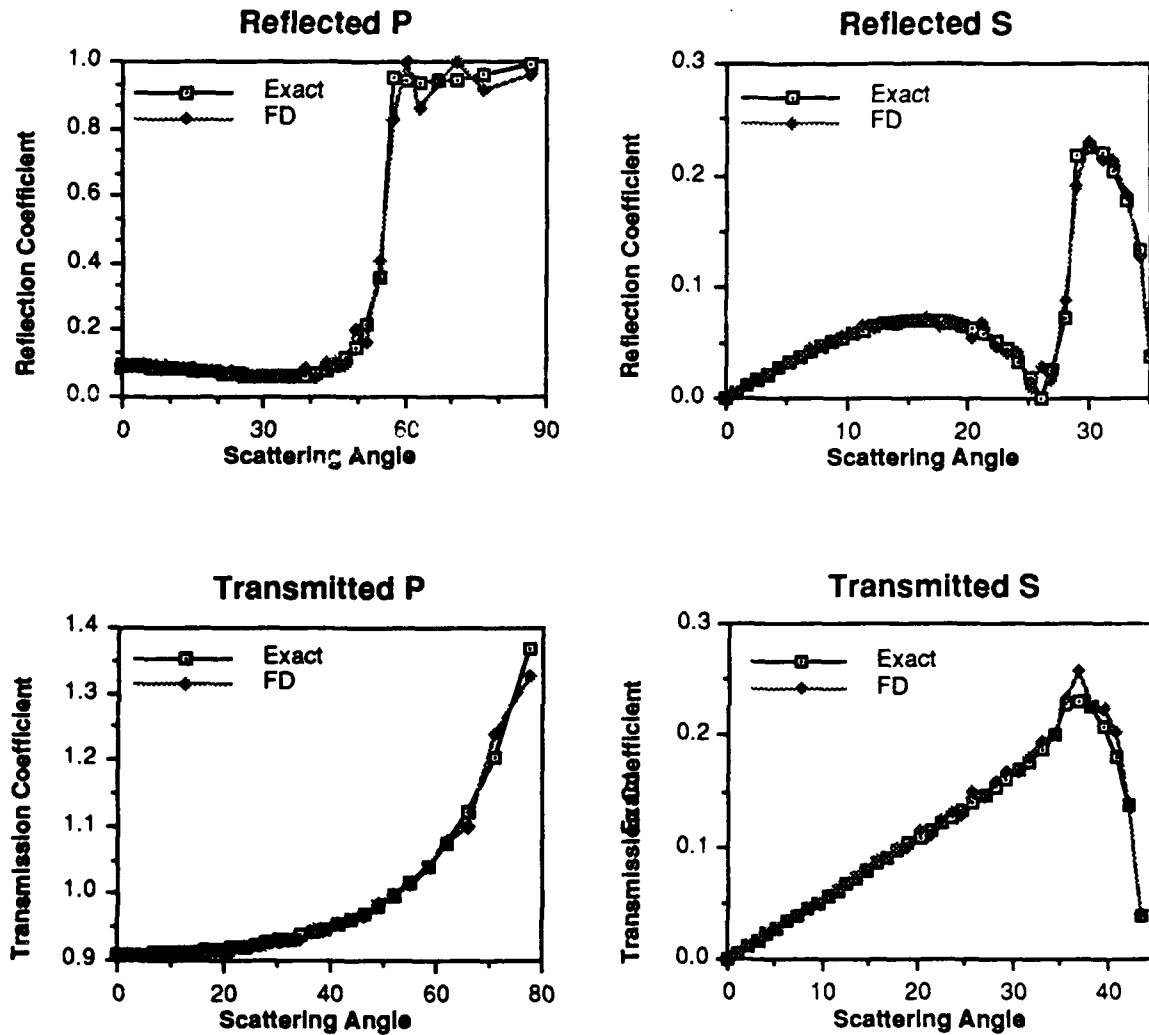 Reflected P
1.0
0.8
0.6
0.4
0.2
0.0
Reflection Coefficient
Exact
FD
0 30 60 90
Scattering Angle
Reflected S
0.3
0.2
0.1
0.0
Reflection Coefficient
Exact
FD
0 10 20 30
Scattering Angle
Transmitted P
1.4
1.3
1.2
1.1
1.0
0.9
Transmission Coefficient
Exact
FD
0 20 40 60 80
Scattering Angle
Transmitted S
0.3
0.2
0.1
0.0
Transmission Coefficient
Exact
FD
0 10 20 30 40
Scattering Angle